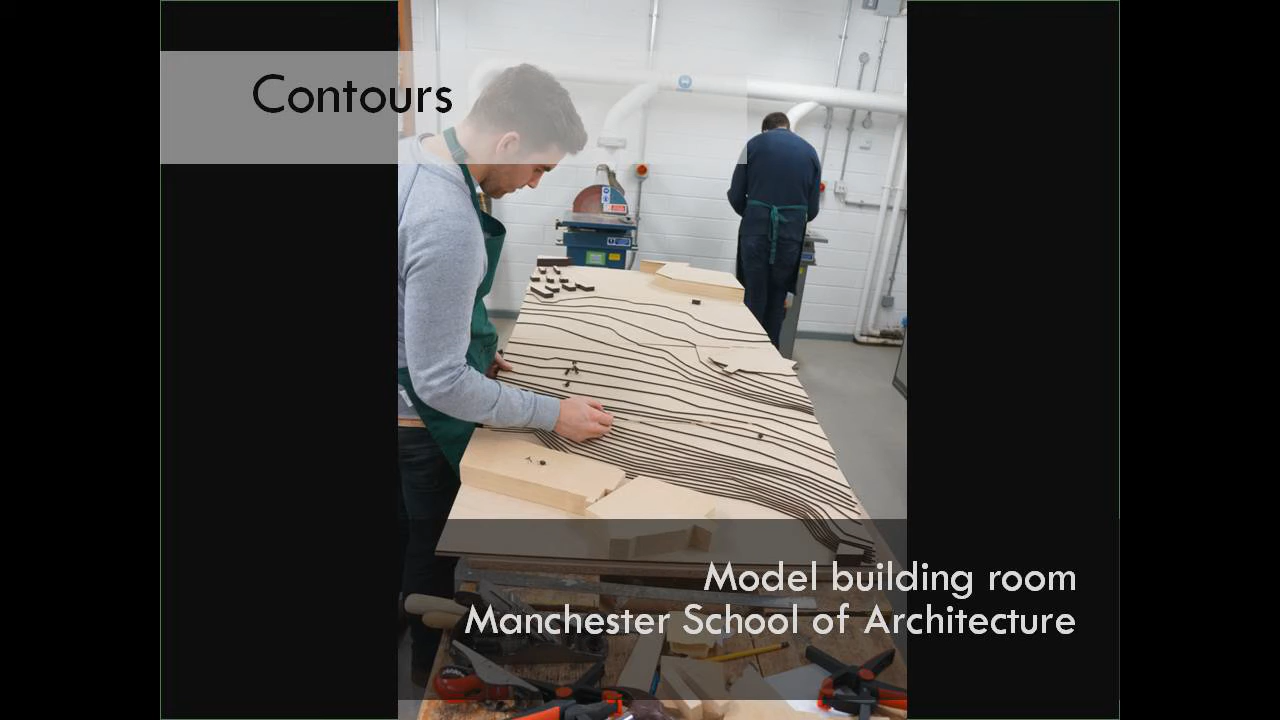 Contours
Model building room
Manchester School of Architecture